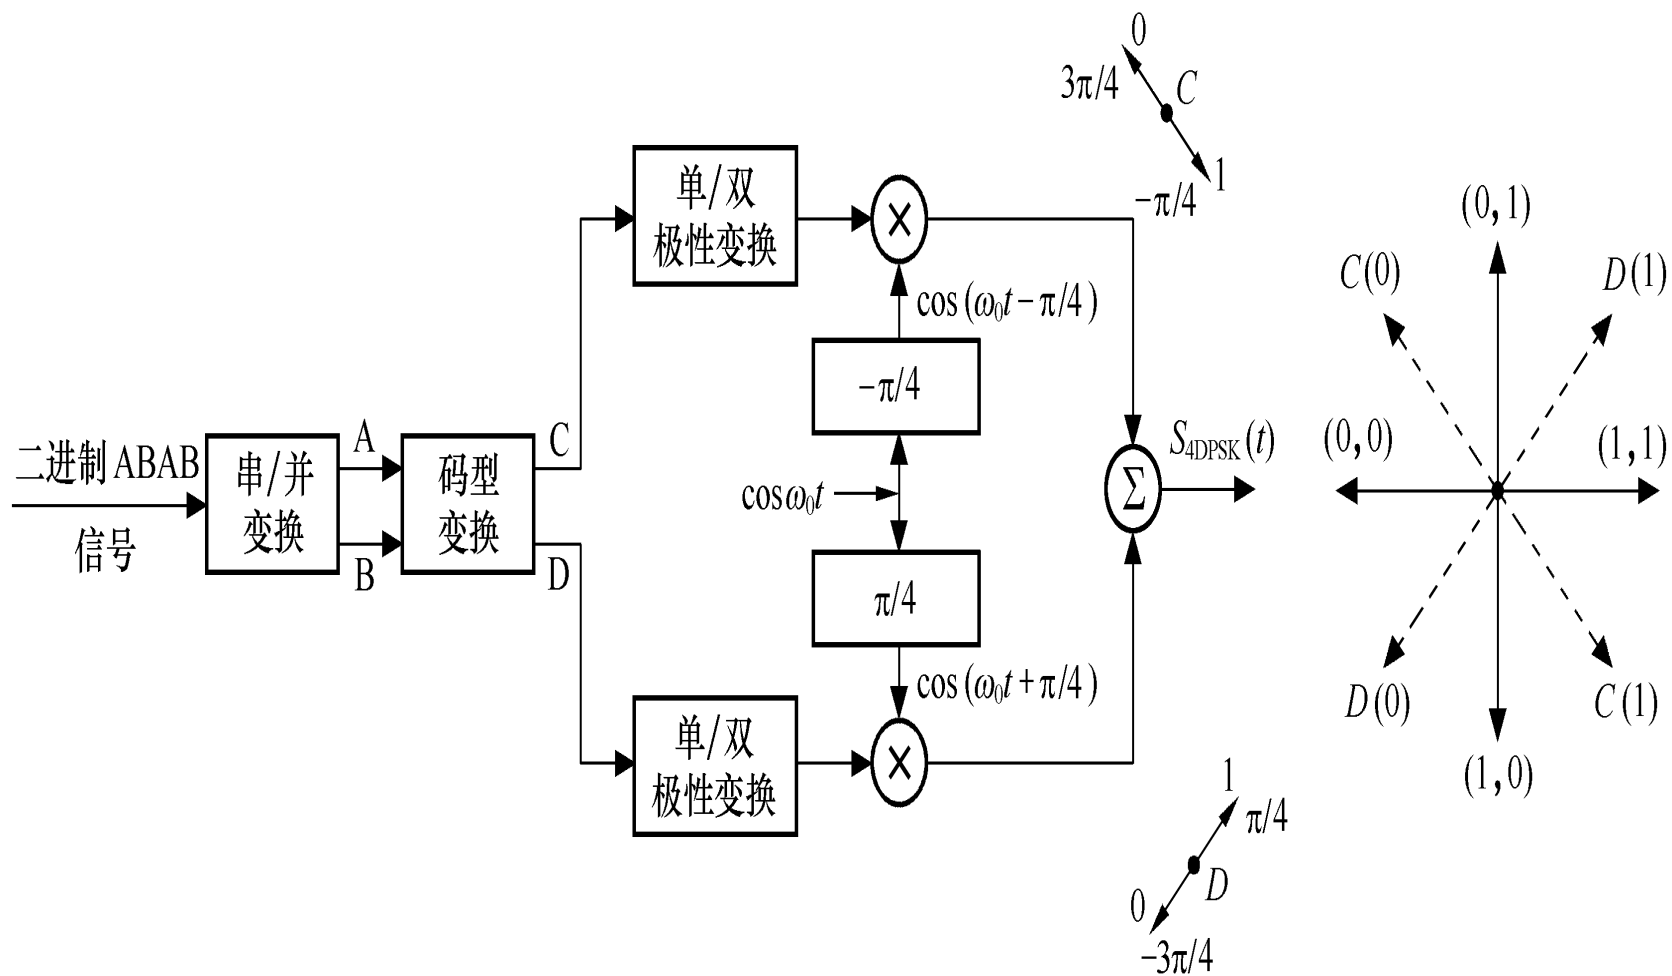 二进制 ABAB
信号
串/并
变换
A
B
码型
变换
C
D
单/双
极性变换
×
cos (ω₀t − π/4 )
−π/4
cosω₀t
π/4
cos (ω₀t + π/4 )
单/双
极性变换
×
0
3π/4
C
1
−π/4
Σ
S₄DPSK (t)
1
π/4
D
0
−3π/4
(0, 1)
C (0)
D (1)
(0, 0)
(1, 1)
D (0)
C (1)
(1, 0)